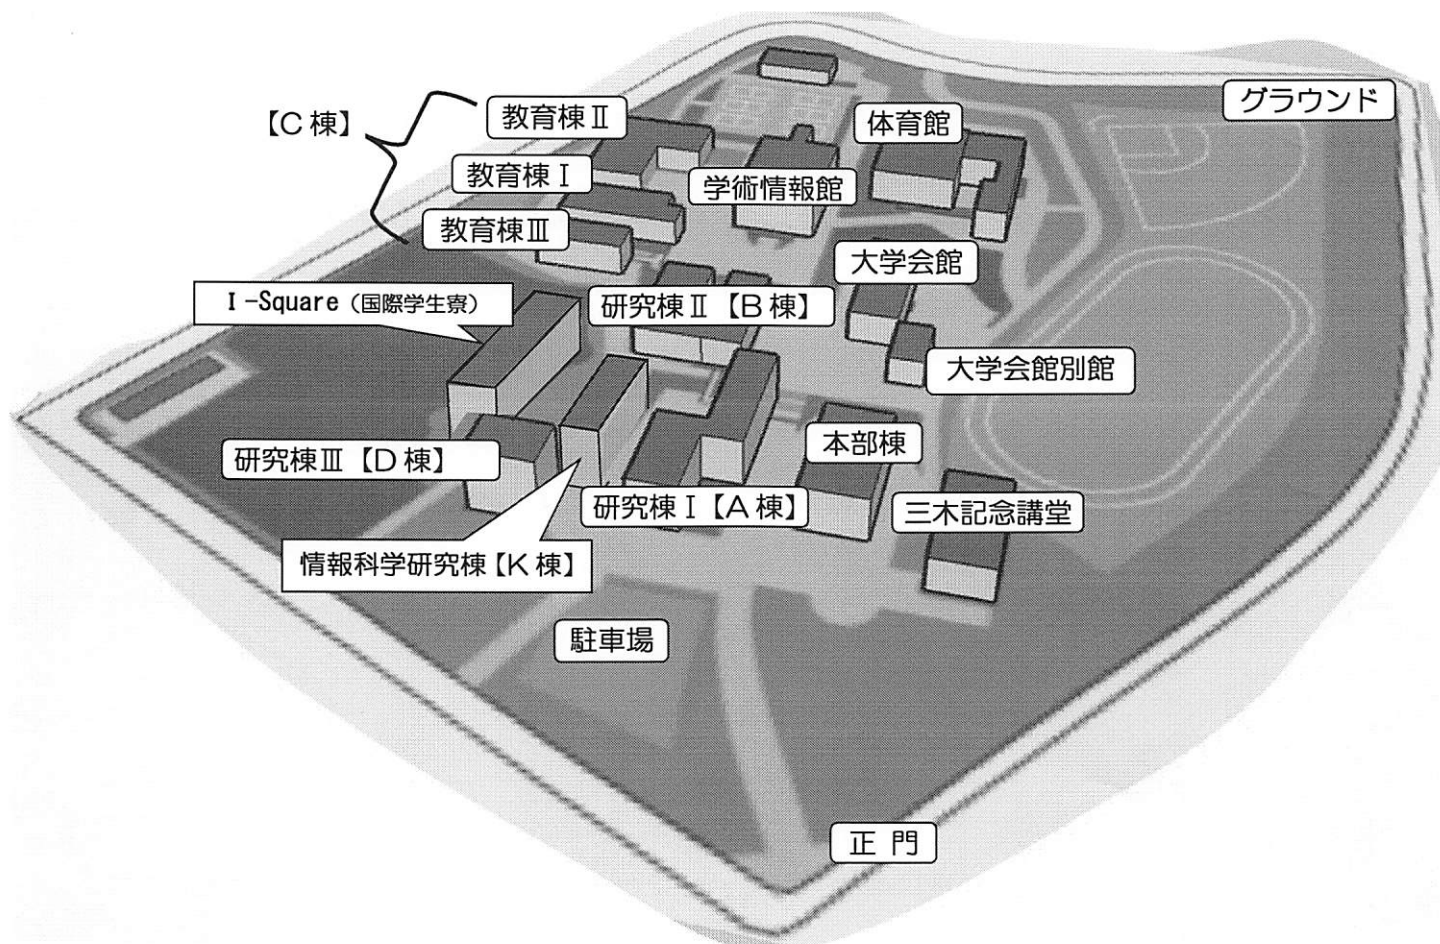 グラウンド
教育棟Ⅱ
【C棟】
体育館
教育棟Ⅰ
学術情報館
教育棟Ⅲ
大学会館
I-Square（国際学生寮）
研究棟Ⅱ【B棟】
大学会館別館
本部棟
研究棟Ⅲ【D棟】
研究棟Ⅰ【A棟】
三木記念講堂
情報科学研究棟【K棟】
駐車場
正 門